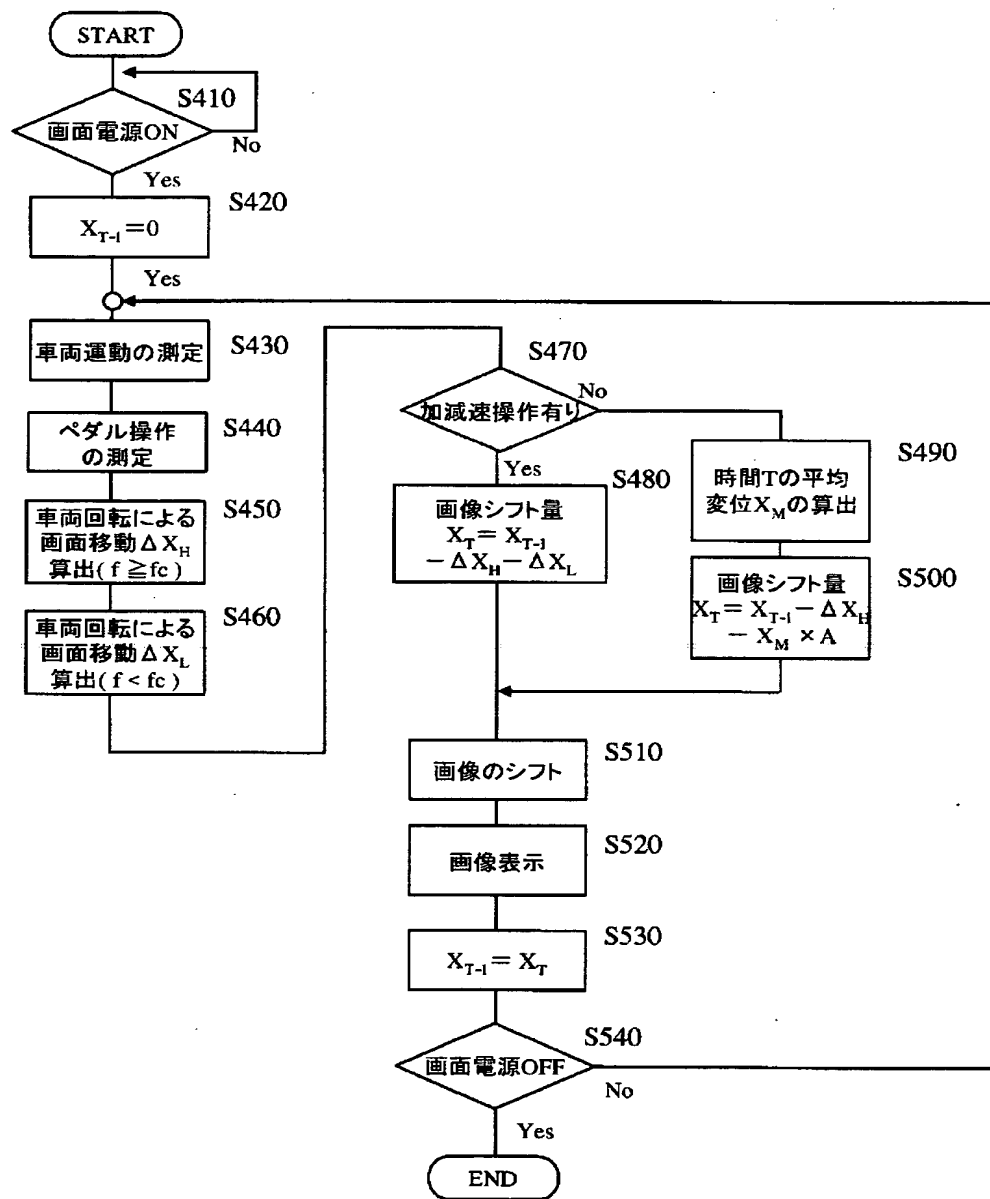 START
S410
画面電源ON
No
Yes
S420
X_{T-1}=0
Yes
車両運動の測定
S430
ペダル操作
の測定
S440
車両回転による
画面移動ΔX_H
算出(f≧fc)
S450
車両回転による
画面移動ΔX_L
算出(f<fc)
S460
S470
加減速操作有り
No
Yes
S480
画像シフト量
X_T=X_{T-1}
-ΔX_H-ΔX_L
S490
時間Tの平均
変位X_Mの算出
S500
画像シフト量
X_T=X_{T-1}-ΔX_H
-X_M×A
S510
画像のシフト
S520
画像表示
S530
X_{T-1}=X_T
S540
画面電源OFF
No
Yes
END